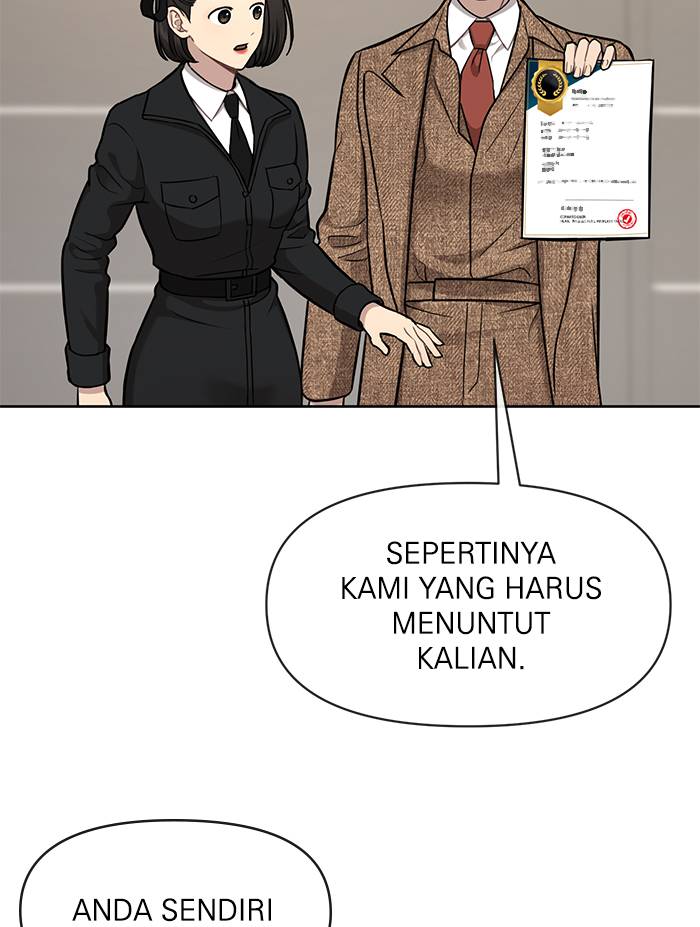 SEPERTINYA
KAMI YANG HARUS
MENUNTUT
KALIAN.
ANDA SENDIRI